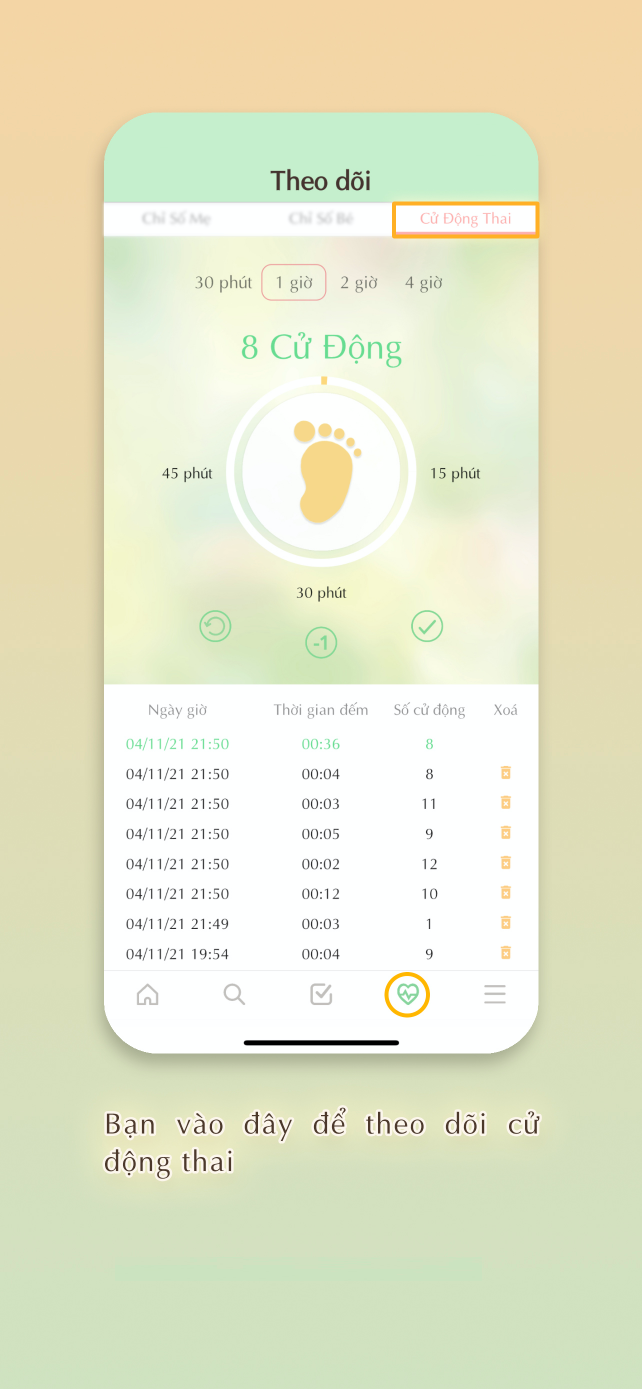 Theo dõi
Chỉ Số Mẹ Chỉ Số Bé Cử Động Thai
30 phút 1 giờ 2 giờ 4 giờ
8 Cử Động
45 phút 15 phút
30 phút
-1
Ngày giờ Thời gian đếm Số cử động Xoá
04/11/21 21:50 00:36 8
04/11/21 21:50 00:04 8
04/11/21 21:50 00:03 11
04/11/21 21:50 00:05 9
04/11/21 21:50 00:02 12
04/11/21 21:50 00:12 10
04/11/21 21:49 00:03 1
04/11/21 19:54 00:04 9
Bạn vào đây để theo dõi cử
động thai